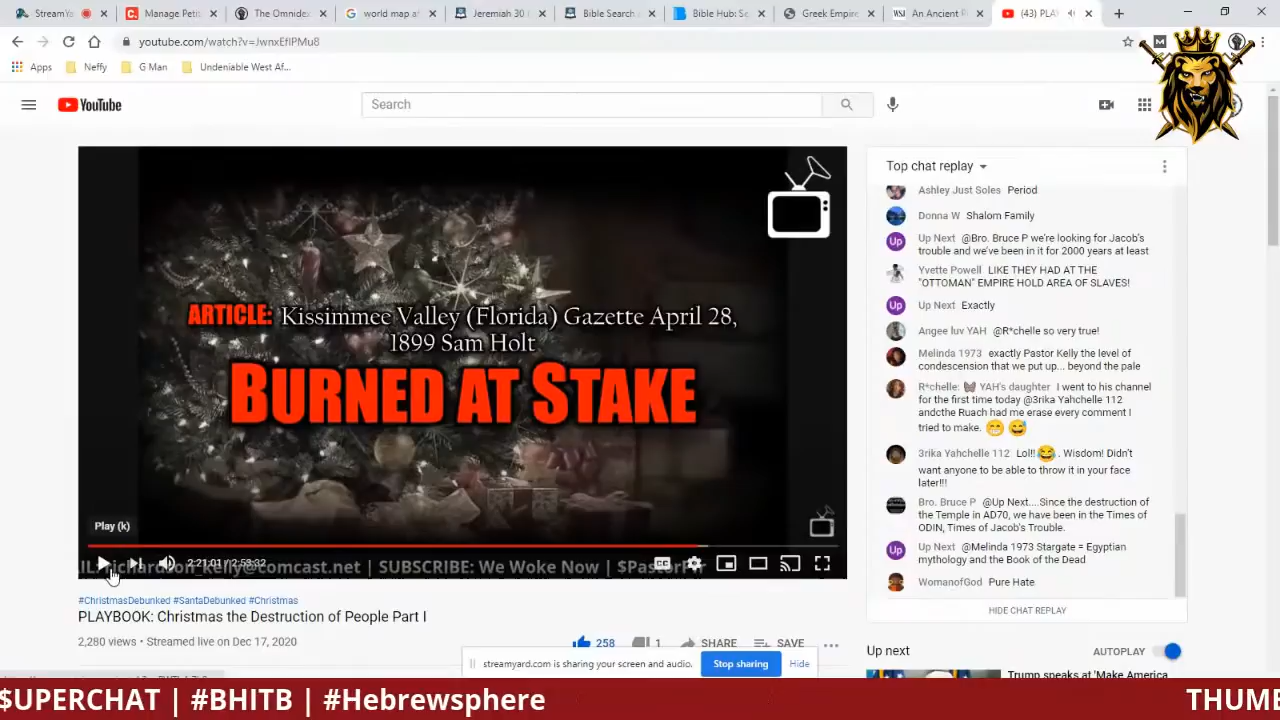 StreamYa
Manage Petiti
The Omnidex
world map at
Jeremiah 30 (
Bible Search a
Bible Hub: Se
Greek Empire
An Ancient P
(43) PLAY
youtube.com/watch?v=JwnxEfIPMu8
Apps
Neffy
G Man
Undeniable West Af...
YouTube
Search
ARTICLE: Kissimmee Valley (Florida) Gazette April 28,
1899 Sam Holt
BURNED AT STAKE
Play (k)
2:21:01 / 2:53:32
richardson_kelly@comcast.net | SUBSCRIBE: We Woke Now |
#ChristmasDebunked #SantaDebunked #Christmas
PLAYBOOK: Christmas the Destruction of People Part I
2,280 views • Streamed live on Dec 17, 2020
258
1
SHARE
SAVE
Top chat replay
Ashley Just Soles Period
Donna W Shalom Family
Up Next @Bro. Bruce P we're looking for Jacob's
trouble and we've been in it for 2000 years at least
Yvette Powell LIKE THEY HAD AT THE
"OTTOMAN" EMPIRE HOLD AREA OF SLAVES!
Up Next Exactly
Angee luv YAH @R*chelle so very true!
Melinda 1973 exactly Pastor Kelly the level of
condescension that we put up... beyond the pale
R*chelle: YAH's daughter I went to his channel
for the first time today @3rika Yahchelle 112
andcthe Ruach had me erase every comment I
tried to make.
3rika Yahchelle 112 Lol!! . Wisdom! Didn't
want anyone to be able to throw it in your face
later!!!
Bro. Bruce P @Up Next....Since the destruction of
the Temple in AD70, we have been in the Times of
ODIN, Times of Jacob's Trouble.
Up Next @Melinda 1973 Stargate = Egyptian
mythology and the Book of the Dead
WomanofGod Pure Hate
HIDE CHAT REPLAY
Up next
AUTOPLAY
Trump speaks at 'Make America
streamyard.com is sharing your screen and audio.
Stop sharing
Hide
$UPERCHAT | #BHITB | #Hebrewsphere
THUMB